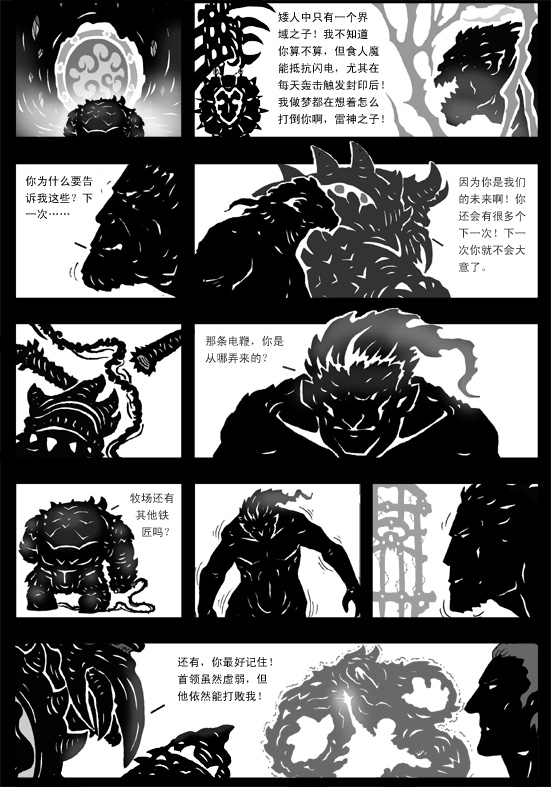 矮人中只有一个界
域之子！我不知道
你算不算，但食人魔
能抵抗闪电，尤其在
每天轰击触发封印后！
我做梦都在想着怎么
打倒你啊，雷神之子！
你为什么要告
诉我这些？下
一次……
因为你是我们
的未来啊！你
还会有很多个
下一次！下一
次你就不会大
意了。
那条电鞭，你是
从哪弄来的？
牧场还有
其他铁
匠吗？
还有，你最好记住！
首领虽然虚弱，但
他依然能打败我！